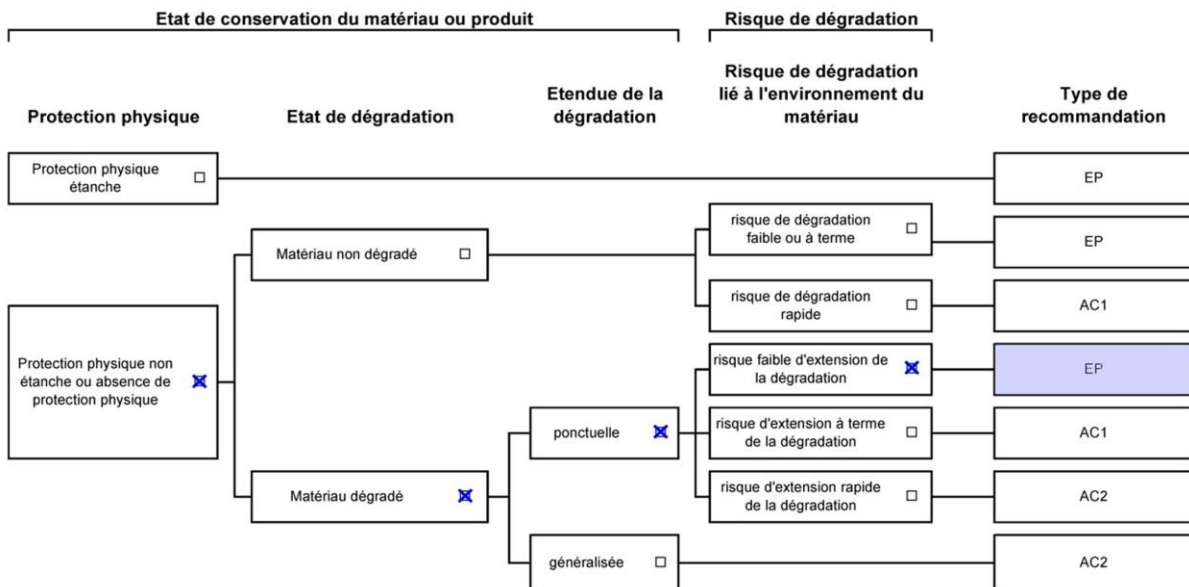 Etat de conservation du matériau ou produit
Risque de dégradation
Protection physique
Etat de dégradation
Etendue de la
dégradation
Risque de dégradation
lié à l'environnement du
matériau
Type de
recommandation
Protection physique
étanche
EP
risque de dégradation
faible ou à terme
EP
Matériau non dégradé
risque de dégradation
rapide
AC1
Protection physique non
étanche ou absence de
protection physique
risque faible d'extension de
la dégradation
EP
ponctuelle
risque d'extension à terme
de la dégradation
AC1
Matériau dégradé
risque d'extension rapide
de la dégradation
AC2
généralisée
AC2